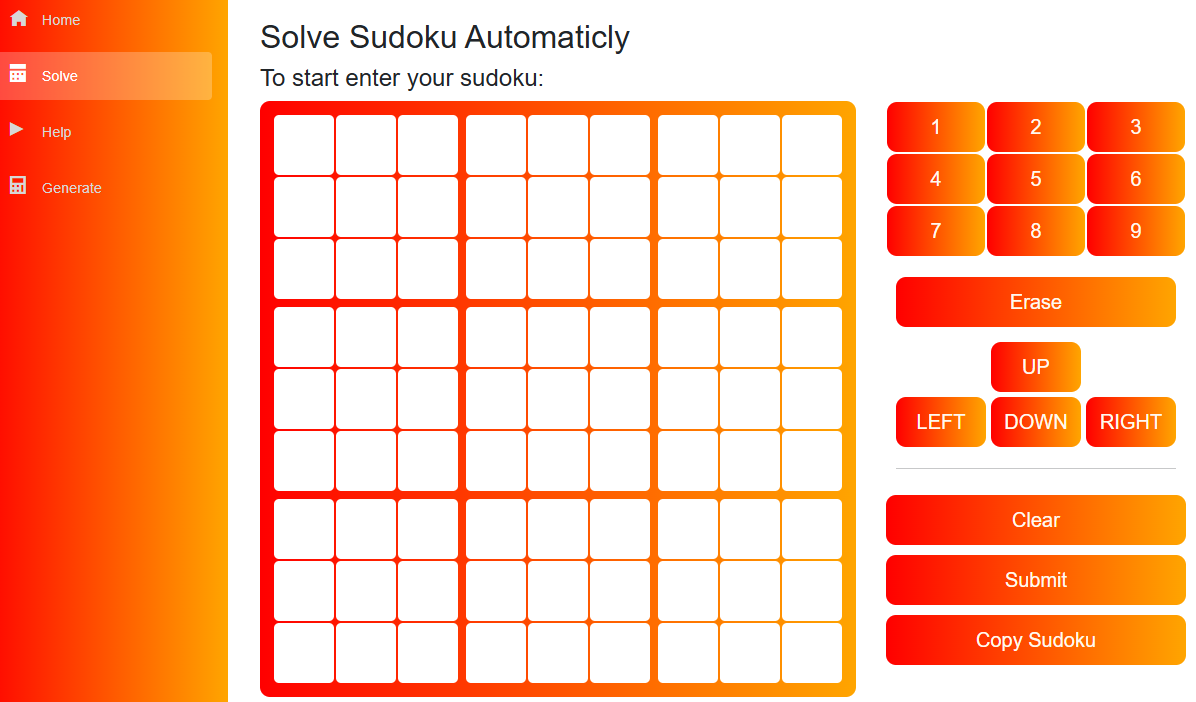 Home
Solve
Help
Generate
Solve Sudoku Automaticly
To start enter your sudoku:
1 2 3
4 5 6
7 8 9
Erase
UP
LEFT DOWN RIGHT
Clear
Submit
Copy Sudoku